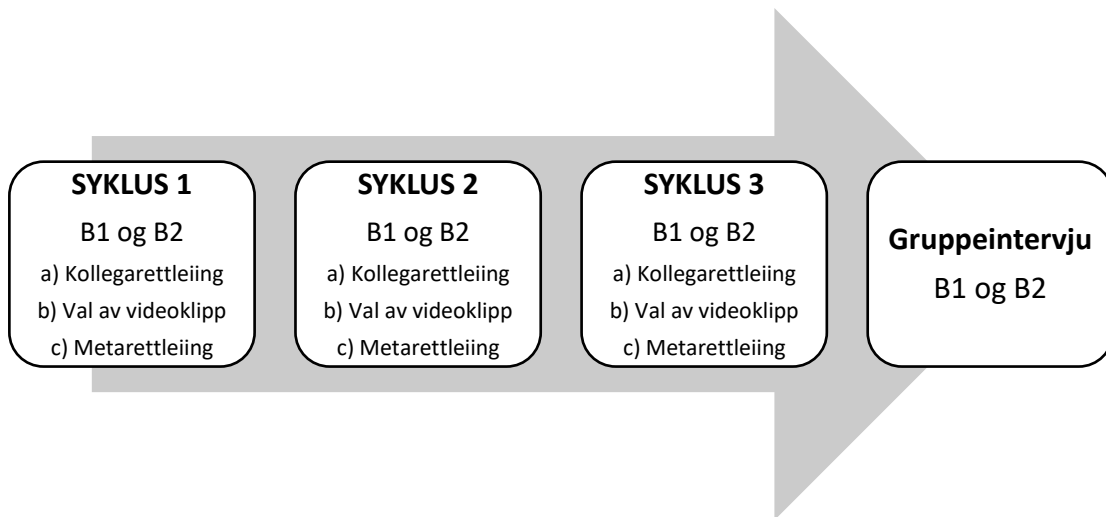 SYKLUS 1
B1 og B2
a) Kollegarettleiing
b) Val av videoklipp
c) Metarettleiing
SYKLUS 2
B1 og B2
a) Kollegarettleiing
b) Val av videoklipp
c) Metarettleiing
SYKLUS 3
B1 og B2
a) Kollegarettleiing
b) Val av videoklipp
c) Metarettleiing
Gruppeintervju
B1 og B2